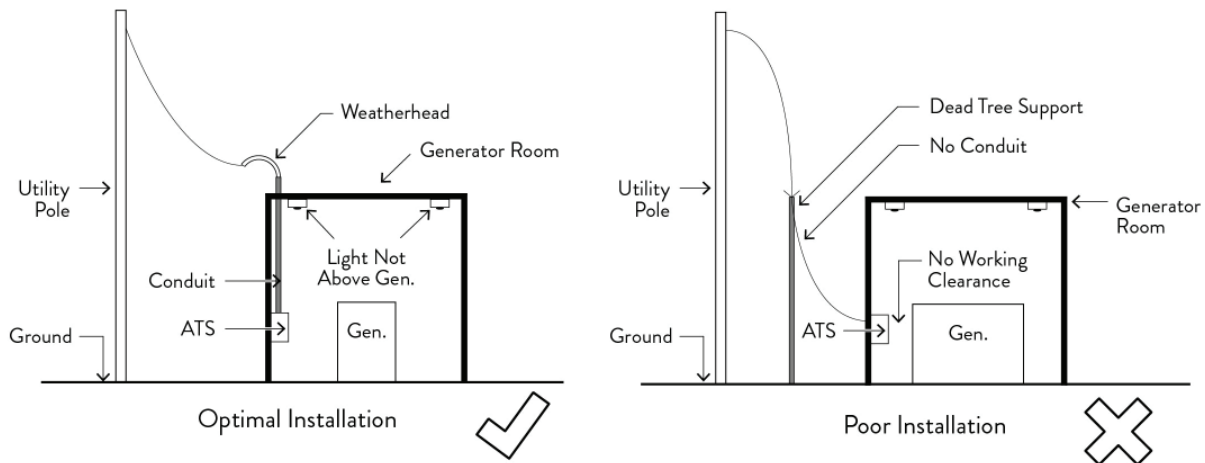 Weatherhead
Generator Room
Utility
Pole
Light Not
Above Gen.
Conduit
ATS
Gen.
Ground
Optimal Installation
Dead Tree Support
No Conduit
Utility
Pole
Generator
Room
No Working
Clearance
ATS
Gen.
Ground
Poor Installation